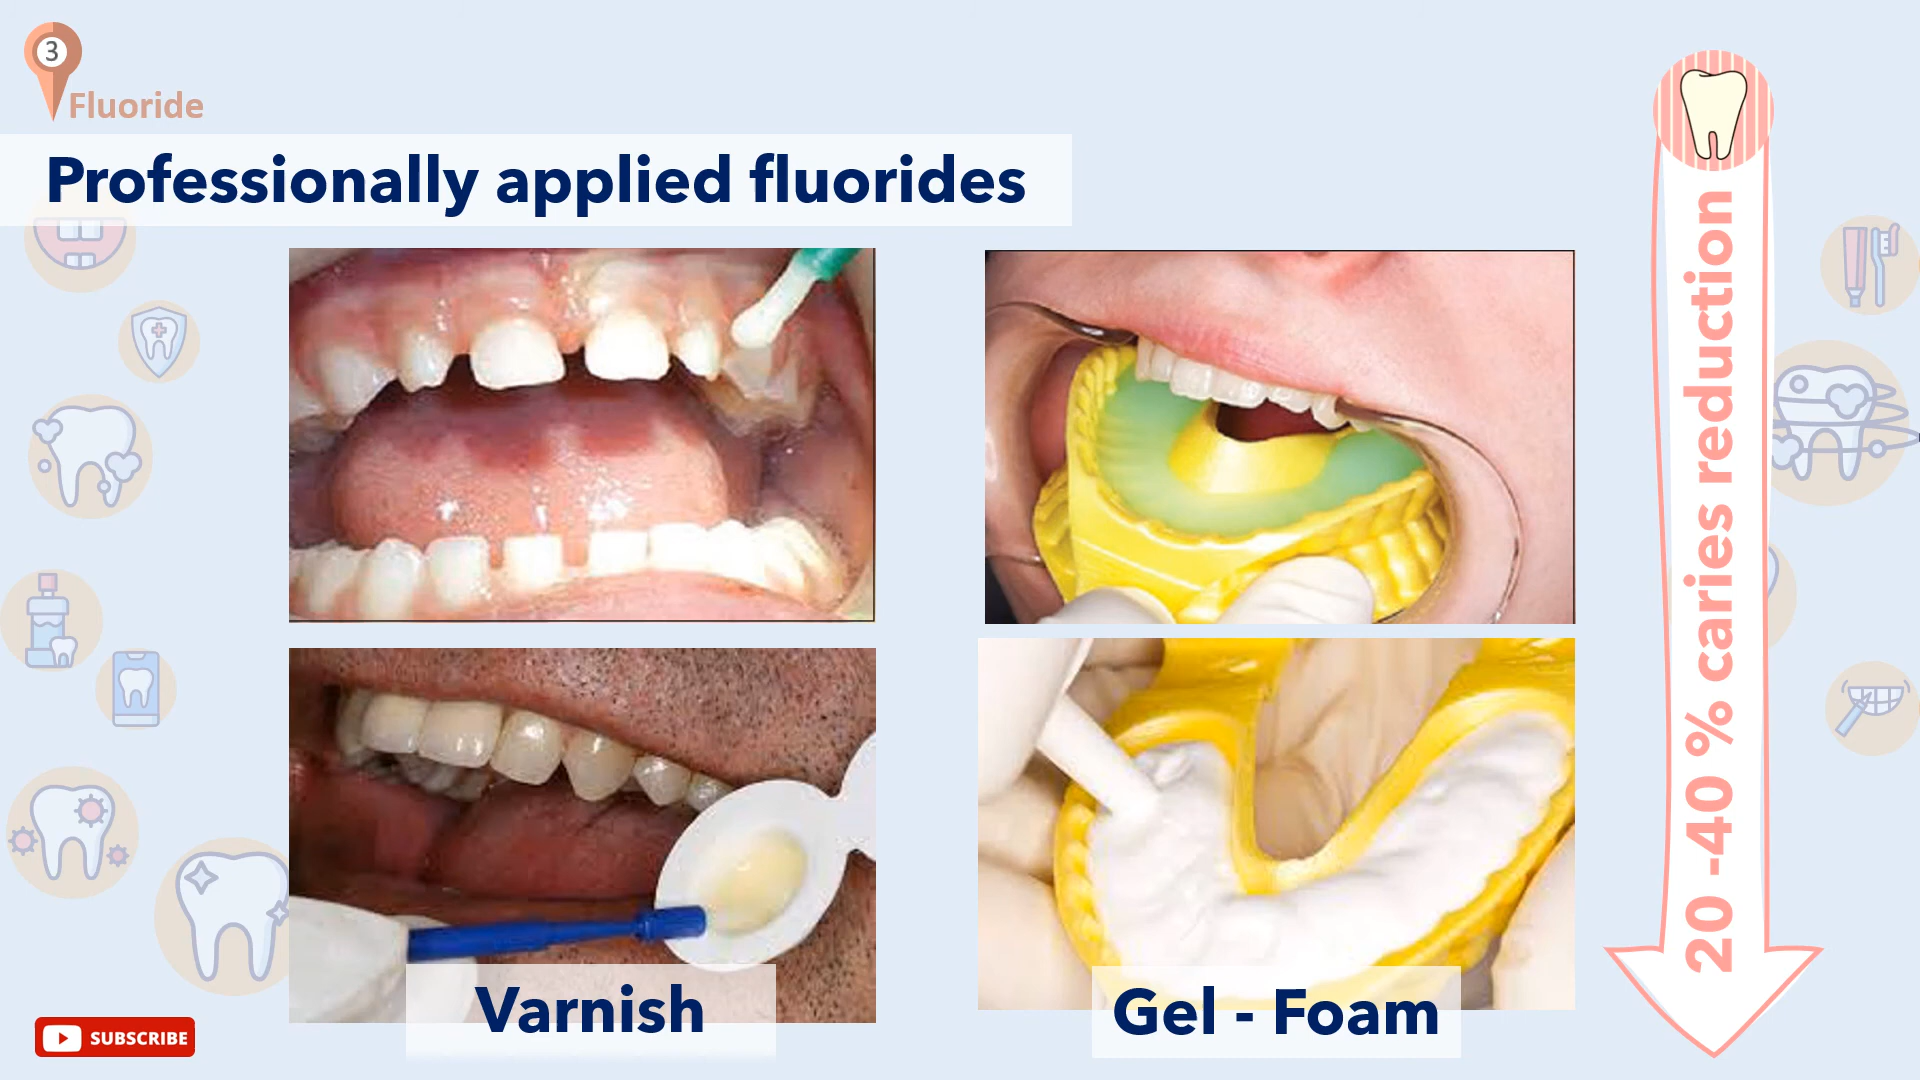 3
Fluoride
Professionally applied fluorides
20 -40 % caries reduction
Varnish
Gel - Foam
SUBSCRIBE